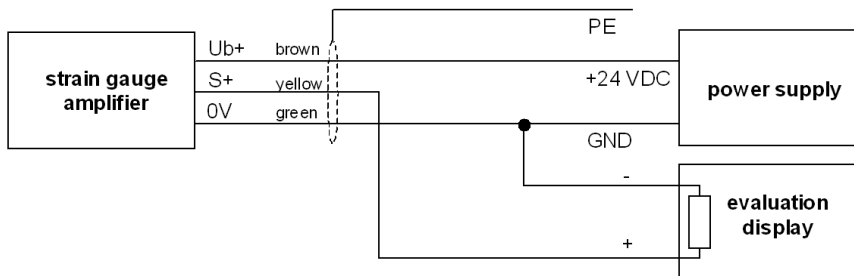 PE
Ub+ brown
strain gauge
amplifier
S+ yellow
0V green
+24 VDC
power supply
GND
-
evaluation
display
+